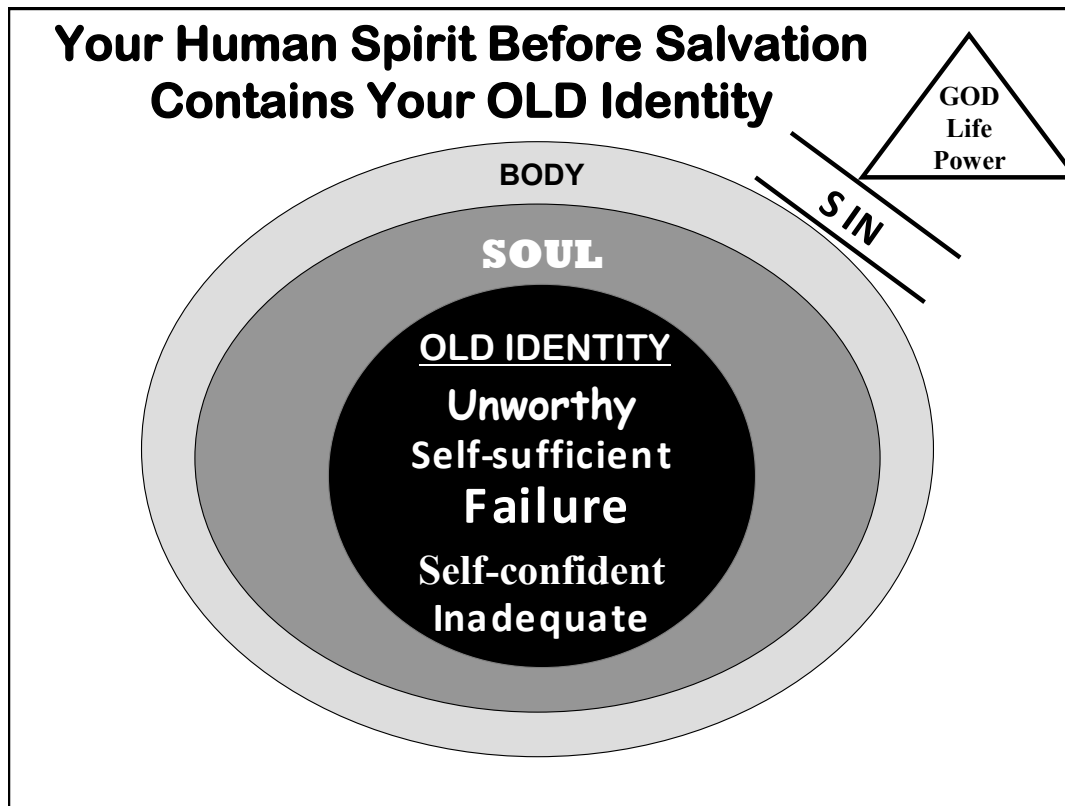 Your Human Spirit Before Salvation
Contains Your OLD Identity
GOD
Life
Power
SIN
BODY
SOUL
OLD IDENTITY
Unworthy
Self-sufficient
Failure
Self-confident
Inadequate